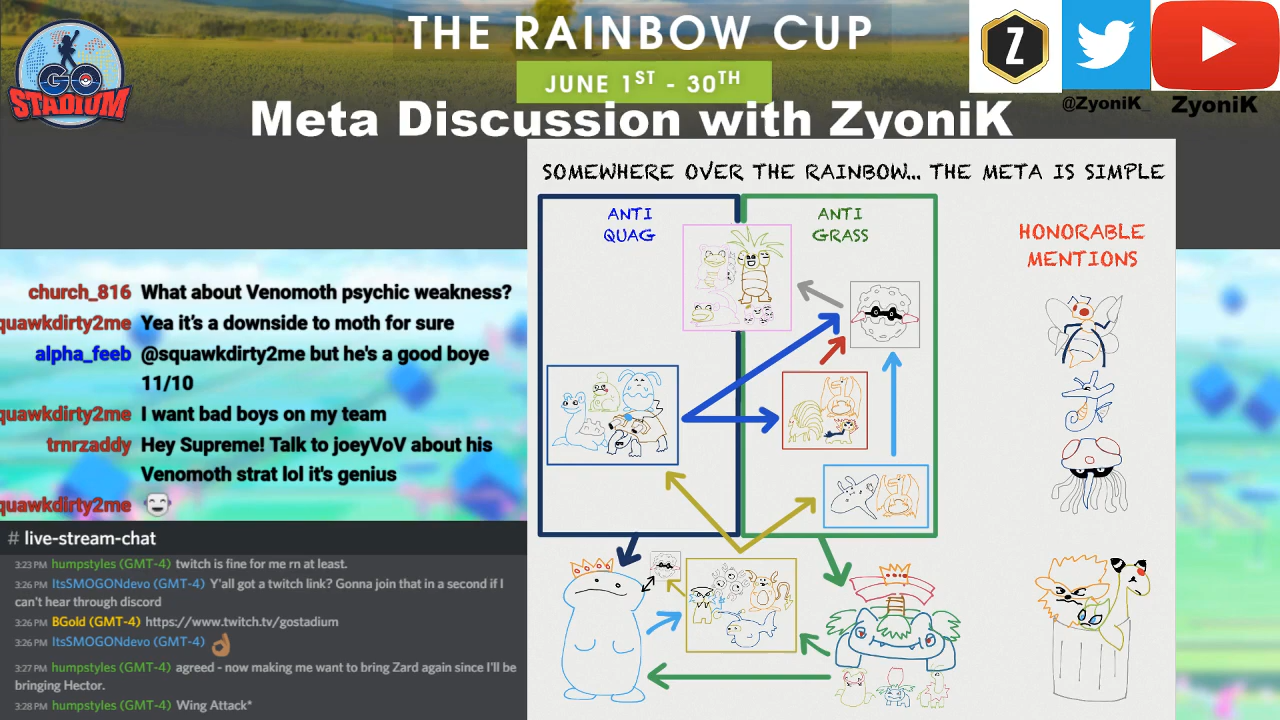 THE RAINBOW CUP
JUNE 1ST - 30TH
Meta Discussion with ZyoniK
GO
STADIUM
Z
@ZyoniK_
ZyoniK
SOMEWHERE OVER THE RAINBOW... THE META IS SIMPLE
ANTI
QUAG
ANTI
GRASS
HONORABLE
MENTIONS
church_816 What about Venomoth psychic weakness?
quawkdirty2me Yea it's a downside to moth for sure
alpha_feeb @squawkdirty2me but he's a good boye
11/10
quawkdirty2me I want bad boys on my team
trnrzaddy Hey Supreme! Talk to joeyVoV about his
Venomoth strat lol it's genius
quawkdirty2me
# live-stream-chat
3:23 PM humpstyles (GMT-4) twitch is fine for me rn at least.
3:26 PM ItsSMOGONdevo (GMT-4) Y'all got a twitch link? Gonna join that in a second if I
can't hear through discord
3:26 PM BGold (GMT-4) https://www.twitch.tv/gostadium
3:26 PM ItsSMOGONdevo (GMT-4)
3:27 PM humpstyles (GMT-4) agreed - now making me want to bring Zard again since I'll be
bringing Hector.
3:28 PM humpstyles (GMT-4) Wing Attack*